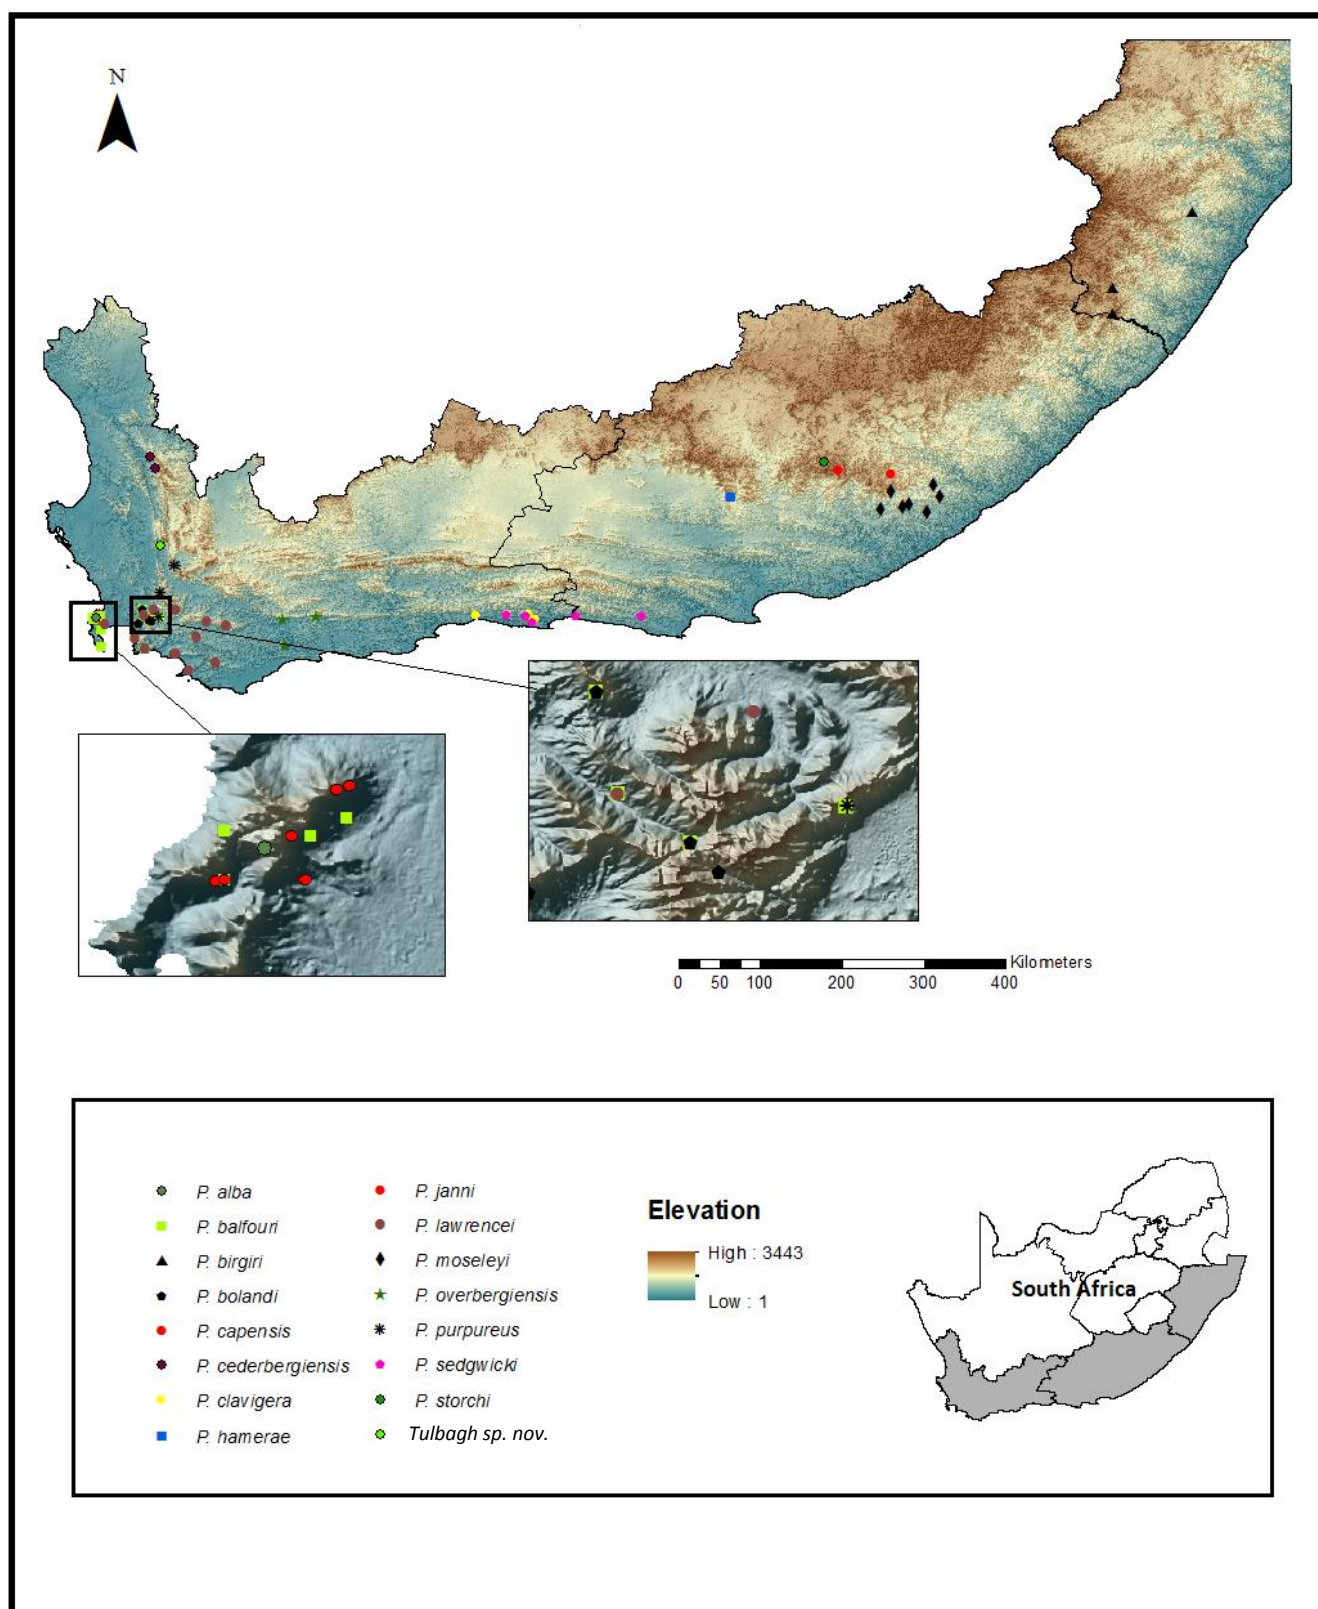 N
Kilometers
0 50 100 200 300 400
P. alba
P. balfouri
P. birgiri
P. bolandi
P. capensis
P. cederbergiensis
P. clavigera
P. hamerae
P. janni
P. lawrencei
P. moseleyi
P. overbergiensis
P. purpureus
P. sedgwicki
P. storchi
Tulbagh sp. nov.
Elevation
High : 3443
Low : 1
South Africa